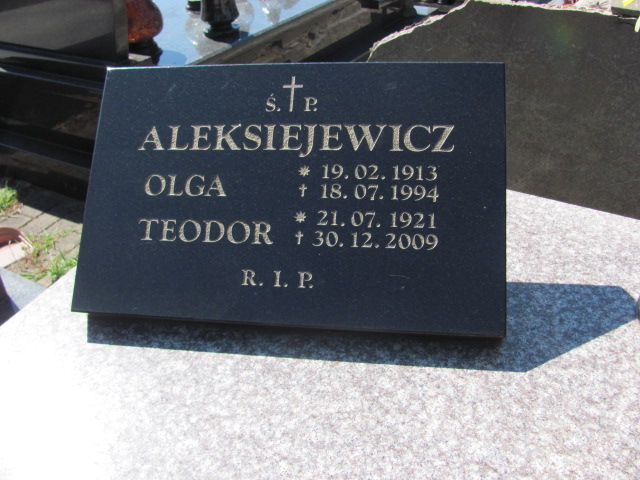 Ś. † P.
ALEKSIEJEWICZ
OLGA * 19.02.1913
† 18.07.1994
TEODOR * 21.07.1921
† 30.12.2009
R. I. P.